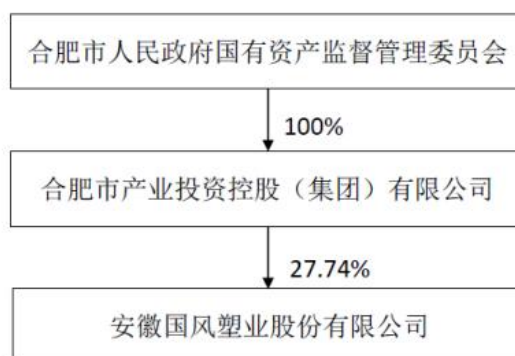 合肥市人民政府国有资产监督管理委员会
100%
合肥市产业投资控股（集团）有限公司
27.74%
安徽国风塑业股份有限公司